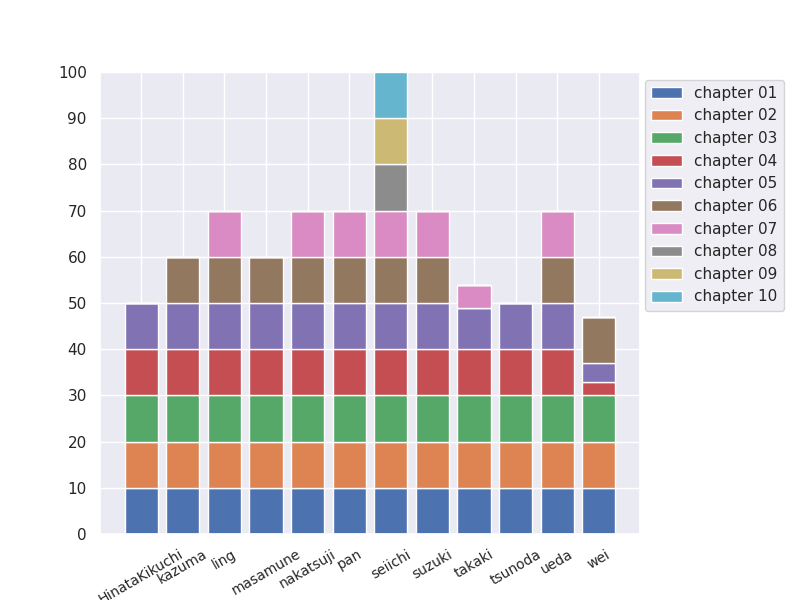 100
90
80
70
60
50
40
30
20
10
0
HinataKikuchi
kazuma
ling
masamune
nakatsuji
pan
seiichi
suzuki
takaki
tsunoda
ueda
wei
chapter 01
chapter 02
chapter 03
chapter 04
chapter 05
chapter 06
chapter 07
chapter 08
chapter 09
chapter 10